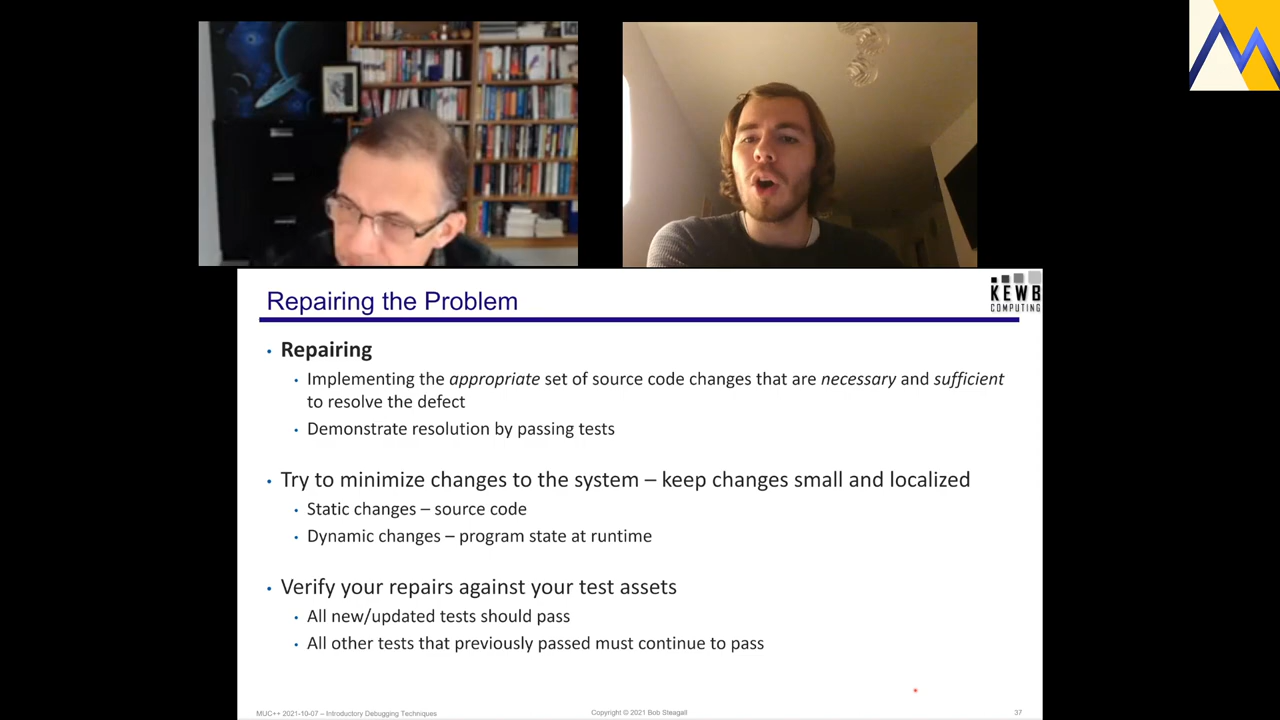 Repairing the Problem
KEWB
COMPUTING
• Repairing
• Implementing the appropriate set of source code changes that are necessary and sufficient
to resolve the defect
• Demonstrate resolution by passing tests
• Try to minimize changes to the system – keep changes small and localized
• Static changes – source code
• Dynamic changes – program state at runtime
• Verify your repairs against your test assets
• All new/updated tests should pass
• All other tests that previously passed must continue to pass
MUC++ 2021-10-07 – Introductory Debugging Techniques
Copyright © 2021 Bob Steagall
37